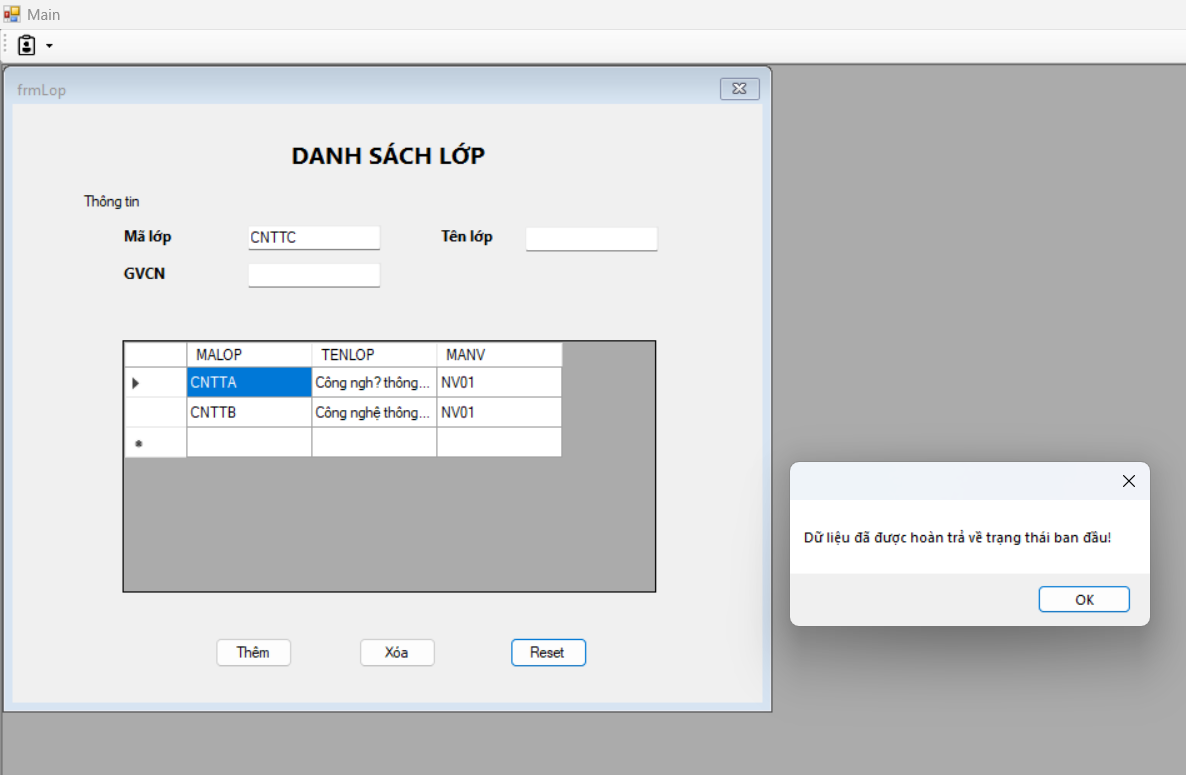 Main
frmLop
DANH SÁCH LỚP
Thông tin
Mã lớp CNTTC Tên lớp
GVCN
MALOP TENLOP MANV
CNTTA Công ngh? thông... NV01
CNTTB Công nghệ thông... NV01
Dữ liệu đã được hoàn trả về trạng thái ban đầu!
OK
Thêm Xóa Reset